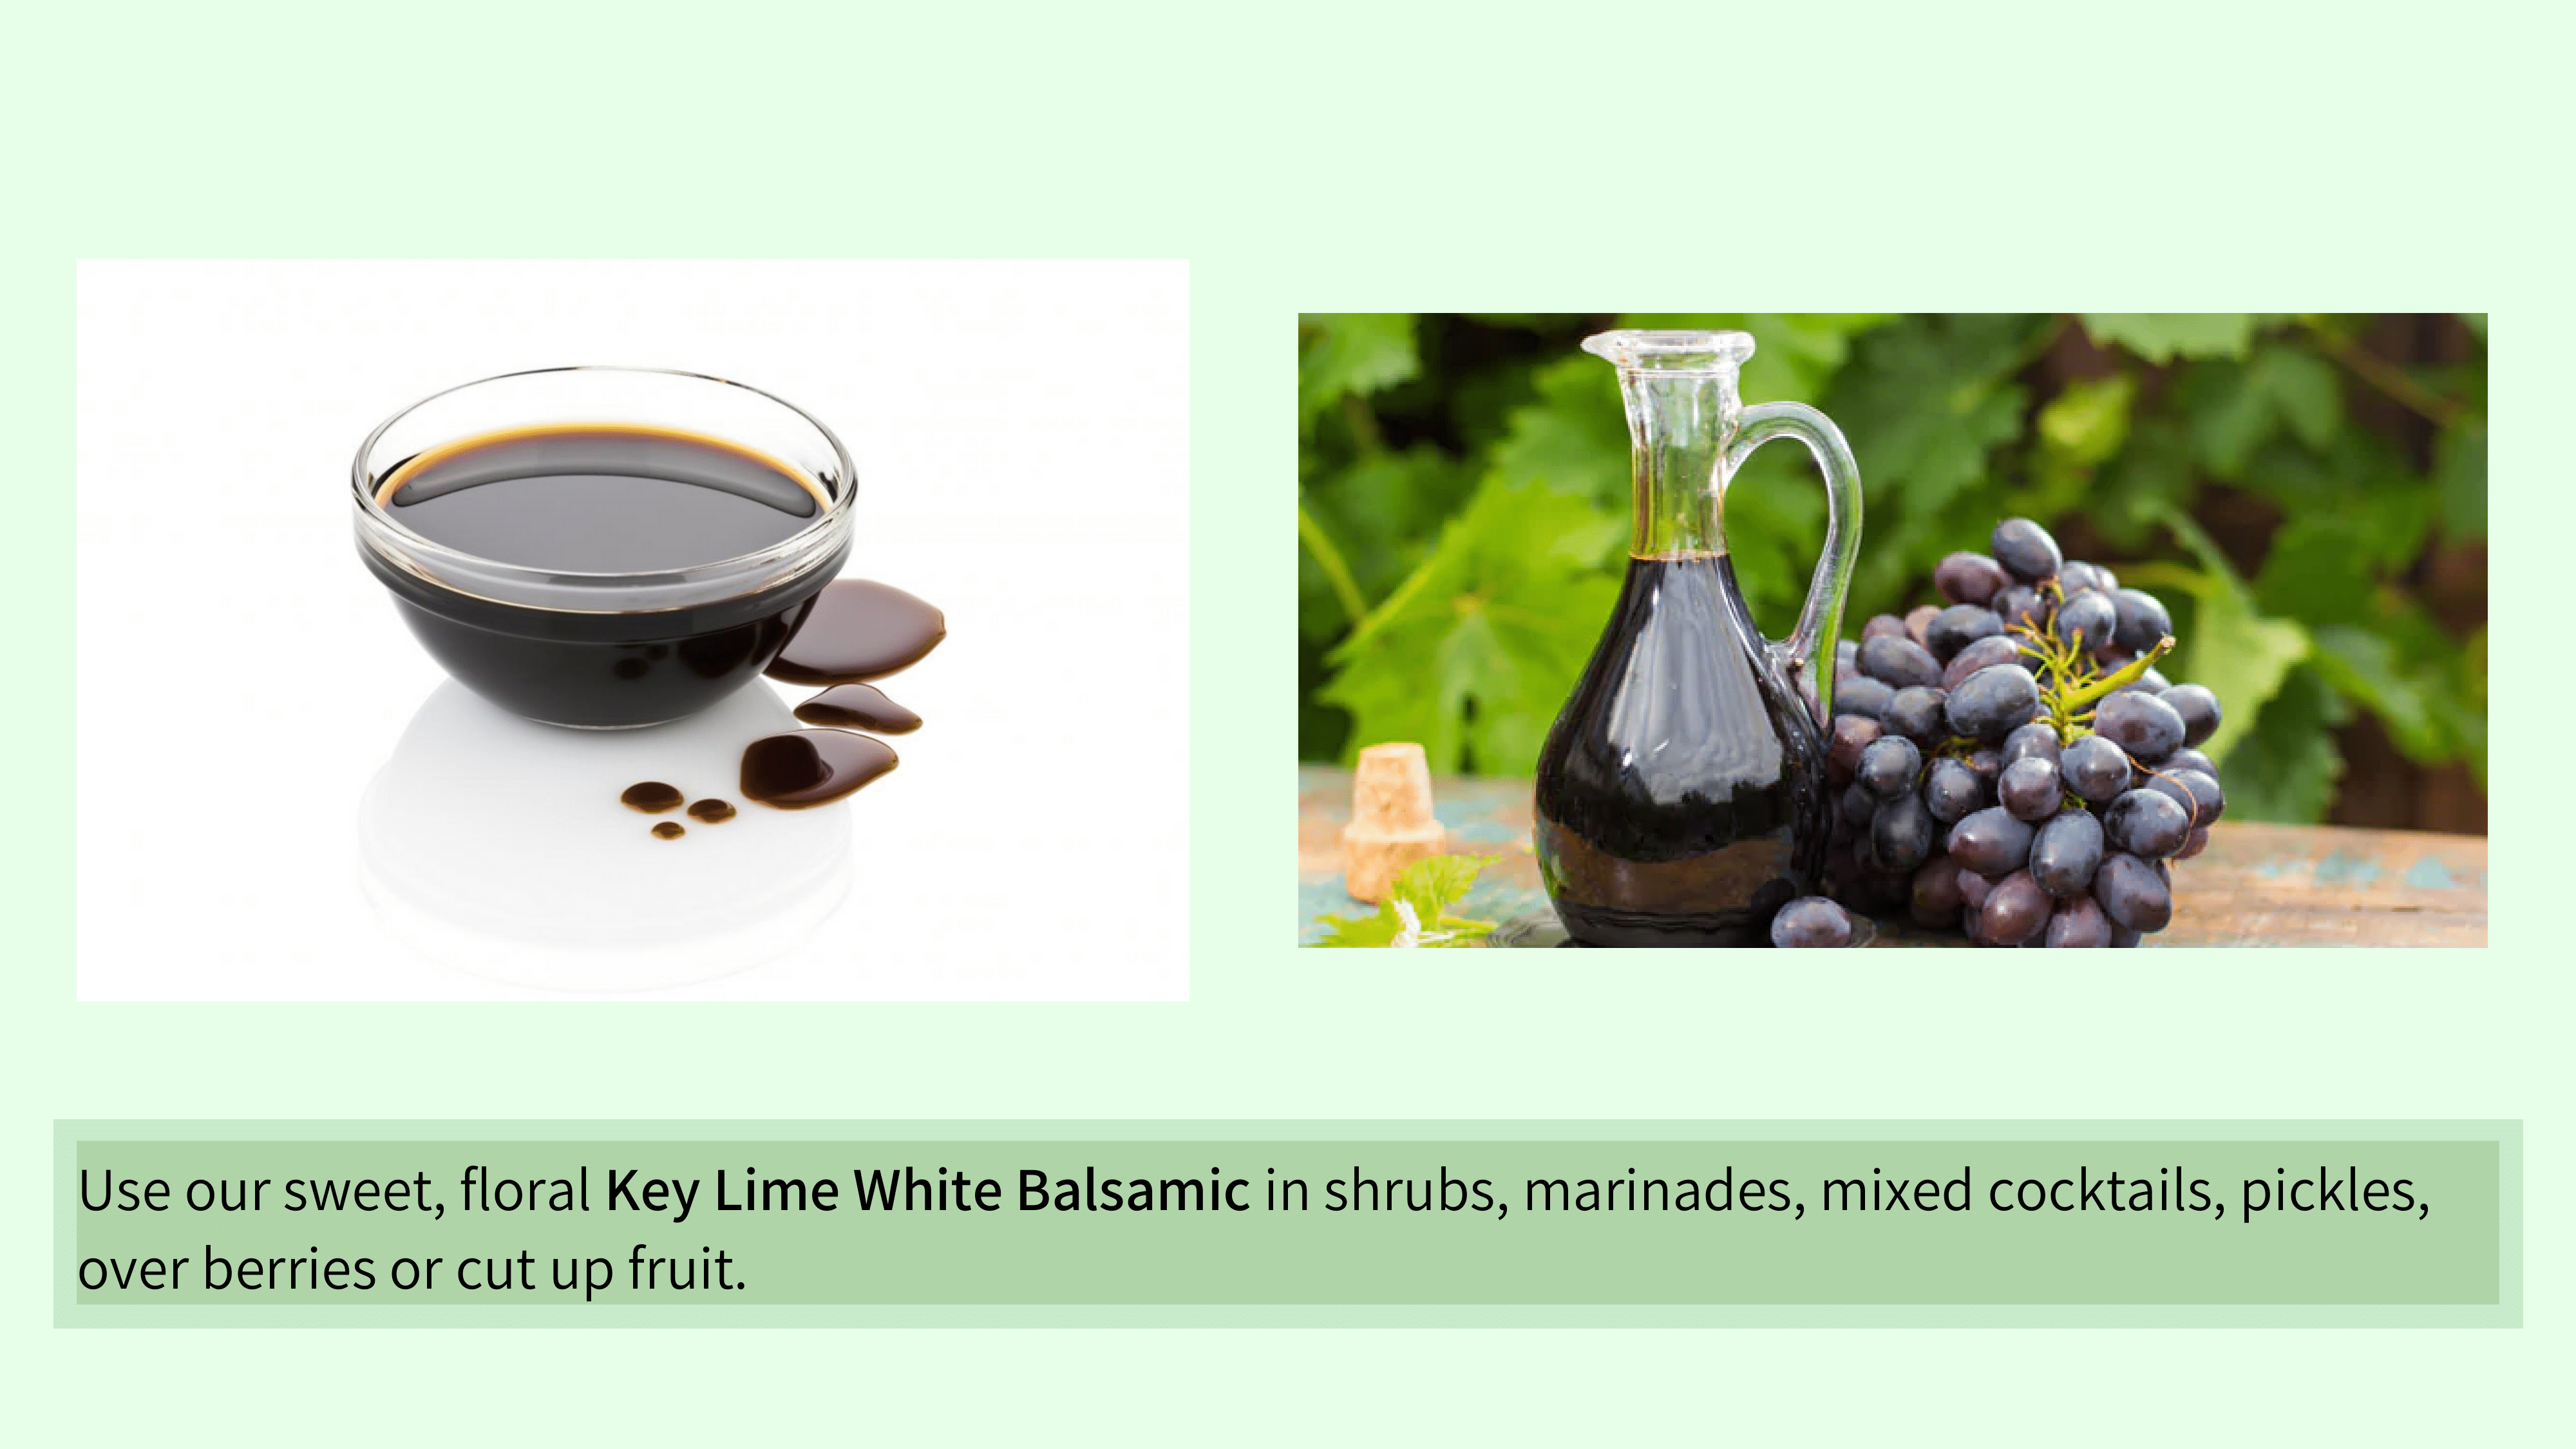 Use our sweet, floral Key Lime White Balsamic in shrubs, marinades, mixed cocktails, pickles,
over berries or cut up fruit.